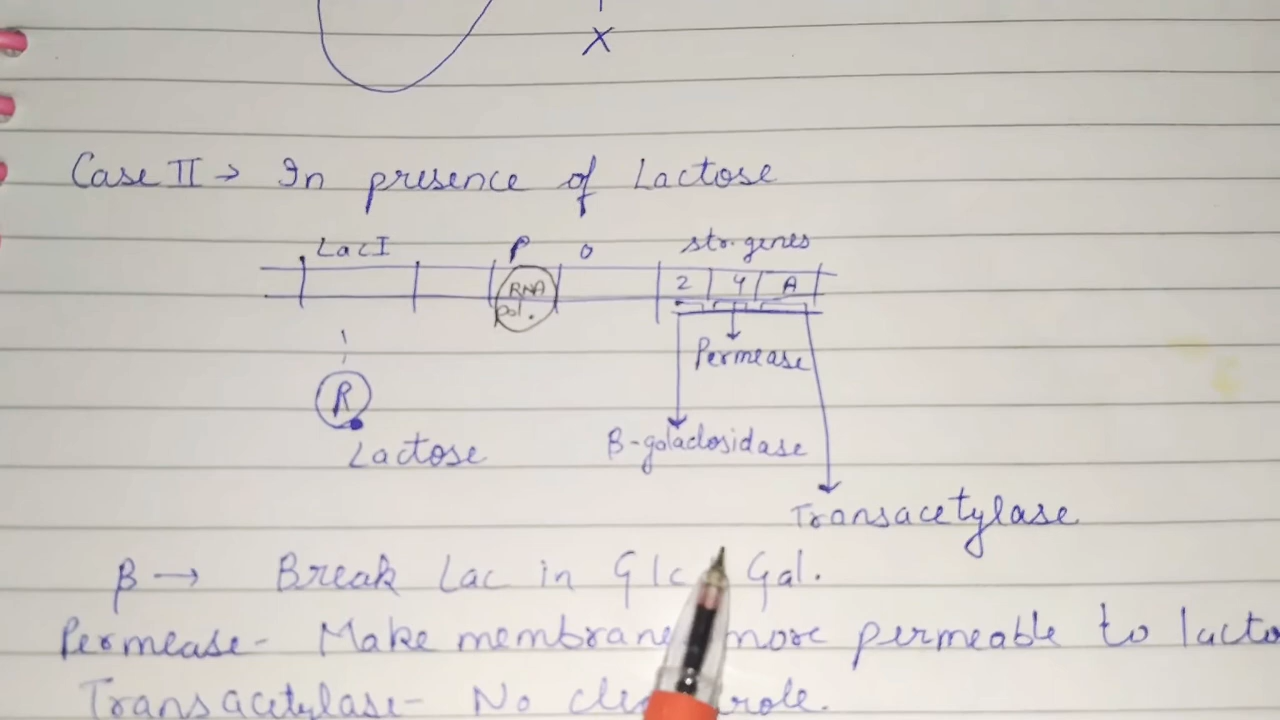 X
Case II → In presence of Lactose
LacI P O str. genes
RNA pol.
Z Y A
Permease
R
Lactose
β-galactosidase
Transacetylase
β → Break Lac in Glc Gal.
Permease - Make membrane more permeable to lacto
Transacetylase - No role.